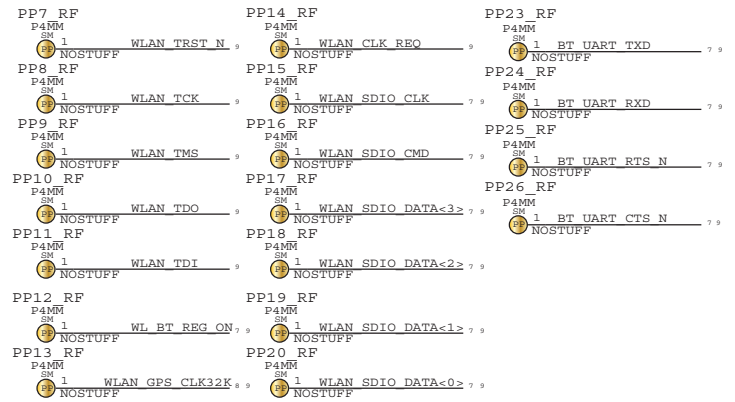 PP7_RF
P4MM
SM
PP 1 WLAN_TRST_N 9
NOSTUFF
PP8_RF
P4MM
SM
PP 1 WLAN_TCK 9
NOSTUFF
PP9_RF
P4MM
SM
PP 1 WLAN_TMS 9
NOSTUFF
PP10_RF
P4MM
SM
PP 1 WLAN_TDO 9
NOSTUFF
PP11_RF
P4MM
SM
PP 1 WLAN_TDI 9
NOSTUFF
PP12_RF
P4MM
SM
PP 1 WL_BT_REG_ON 7 9
NOSTUFF
PP13_RF
P4MM
SM
PP 1 WLAN_GPS_CLK32K 8 9
NOSTUFF
PP14_RF
P4MM
SM
PP 1 WLAN_CLK_REQ 9
NOSTUFF
PP15_RF
P4MM
SM
PP 1 WLAN_SDIO_CLK 7 9
NOSTUFF
PP16_RF
P4MM
SM
PP 1 WLAN_SDIO_CMD 7 9
NOSTUFF
PP17_RF
P4MM
SM
PP 1 WLAN_SDIO_DATA<3> 7 9
NOSTUFF
PP18_RF
P4MM
SM
PP 1 WLAN_SDIO_DATA<2> 7 9
NOSTUFF
PP19_RF
P4MM
SM
PP 1 WLAN_SDIO_DATA<1> 7 9
NOSTUFF
PP20_RF
P4MM
SM
PP 1 WLAN_SDIO_DATA<0> 7 9
NOSTUFF
PP23_RF
P4MM
SM
PP 1 BT_UART_TXD 7 9
NOSTUFF
PP24_RF
P4MM
SM
PP 1 BT_UART_RXD 7 9
NOSTUFF
PP25_RF
P4MM
SM
PP 1 BT_UART_RTS_N 7 9
NOSTUFF
PP26_RF
P4MM
SM
PP 1 BT_UART_CTS_N 7 9
NOSTUFF